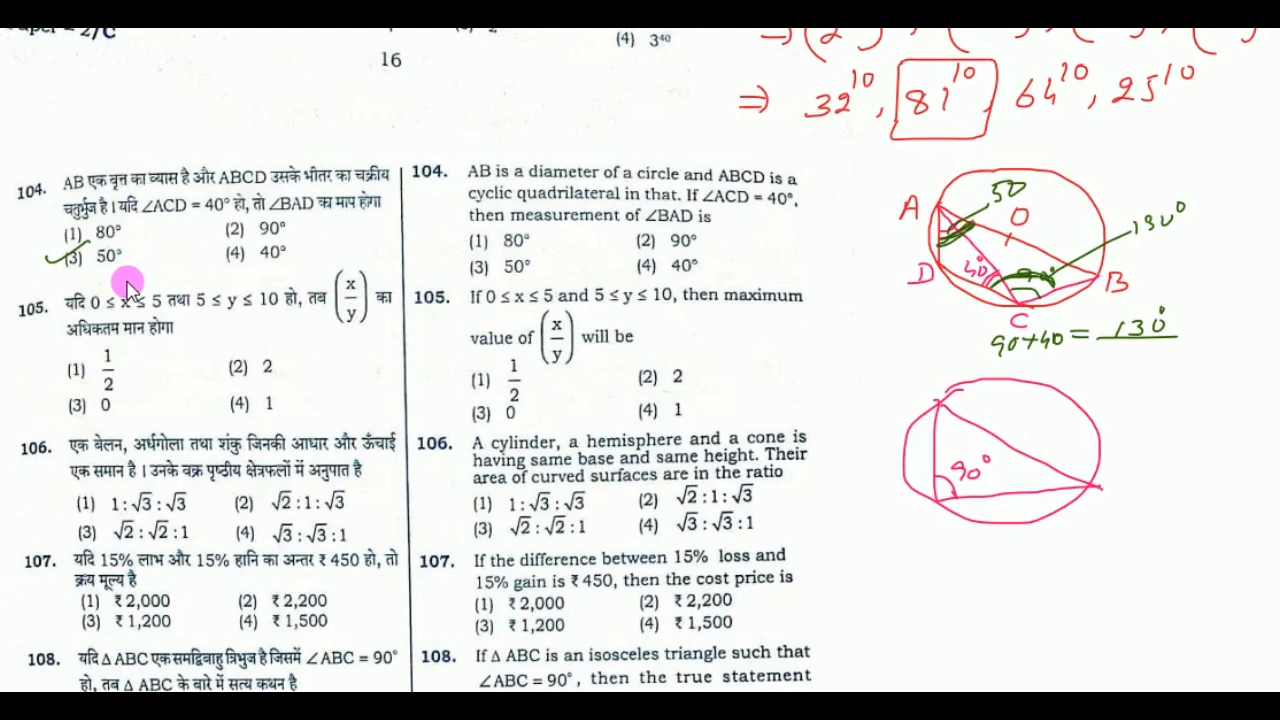 (4) 3⁴⁰
16
⇒ 32¹⁰, 81¹⁰, 64¹⁰, 25¹⁰
104. AB एक वृत्त का व्यास है और ABCD उसके भीतर का चक्रीय
चतुर्भुज है। यदि ∠ACD = 40° हो, तो ∠BAD का माप होगा
(1) 80° (2) 90°
(3) 50° (4) 40°
105. यदि 0 ≤ x ≤ 5 तथा 5 ≤ y ≤ 10 हो, तब (x/y) का
अधिकतम मान होगा
(1) 1/2 (2) 2
(3) 0 (4) 1
106. एक बेलन, अर्धगोला तथा शंकु जिनकी आधार और ऊँचाई
एक समान है। उनके वक्र पृष्ठीय क्षेत्रफलों में अनुपात है
(1) 1 : √3 : √3 (2) √2 : 1 : √3
(3) √2 : √2 : 1 (4) √3 : √3 : 1
107. यदि 15% लाभ और 15% हानि का अन्तर ₹ 450 हो, तो
क्रय मूल्य है
(1) ₹ 2,000 (2) ₹ 2,200
(3) ₹ 1,200 (4) ₹ 1,500
108. यदि Δ ABC एक समद्विबाहु त्रिभुज है जिसमें ∠ABC = 90°
हो, तब Δ ABC के बारे में सत्य कथन है
104. AB is a diameter of a circle and ABCD is a
cyclic quadrilateral in that. If ∠ACD = 40°,
then measurement of ∠BAD is
(1) 80° (2) 90°
(3) 50° (4) 40°
105. If 0 ≤ x ≤ 5 and 5 ≤ y ≤ 10, then maximum
value of (x/y) will be
(1) 1/2 (2) 2
(3) 0 (4) 1
106. A cylinder, a hemisphere and a cone is
having same base and same height. Their
area of curved surfaces are in the ratio
(1) 1 : √3 : √3 (2) √2 : 1 : √3
(3) √2 : √2 : 1 (4) √3 : √3 : 1
107. If the difference between 15% loss and
15% gain is ₹ 450, then the cost price is
(1) ₹ 2,000 (2) ₹ 2,200
(3) ₹ 1,200 (4) ₹ 1,500
108. If Δ ABC is an isosceles triangle such that
∠ABC = 90°, then the true statement
A
50
O
130°
D
40°
90°
B
C
90+40 = 130°
90°